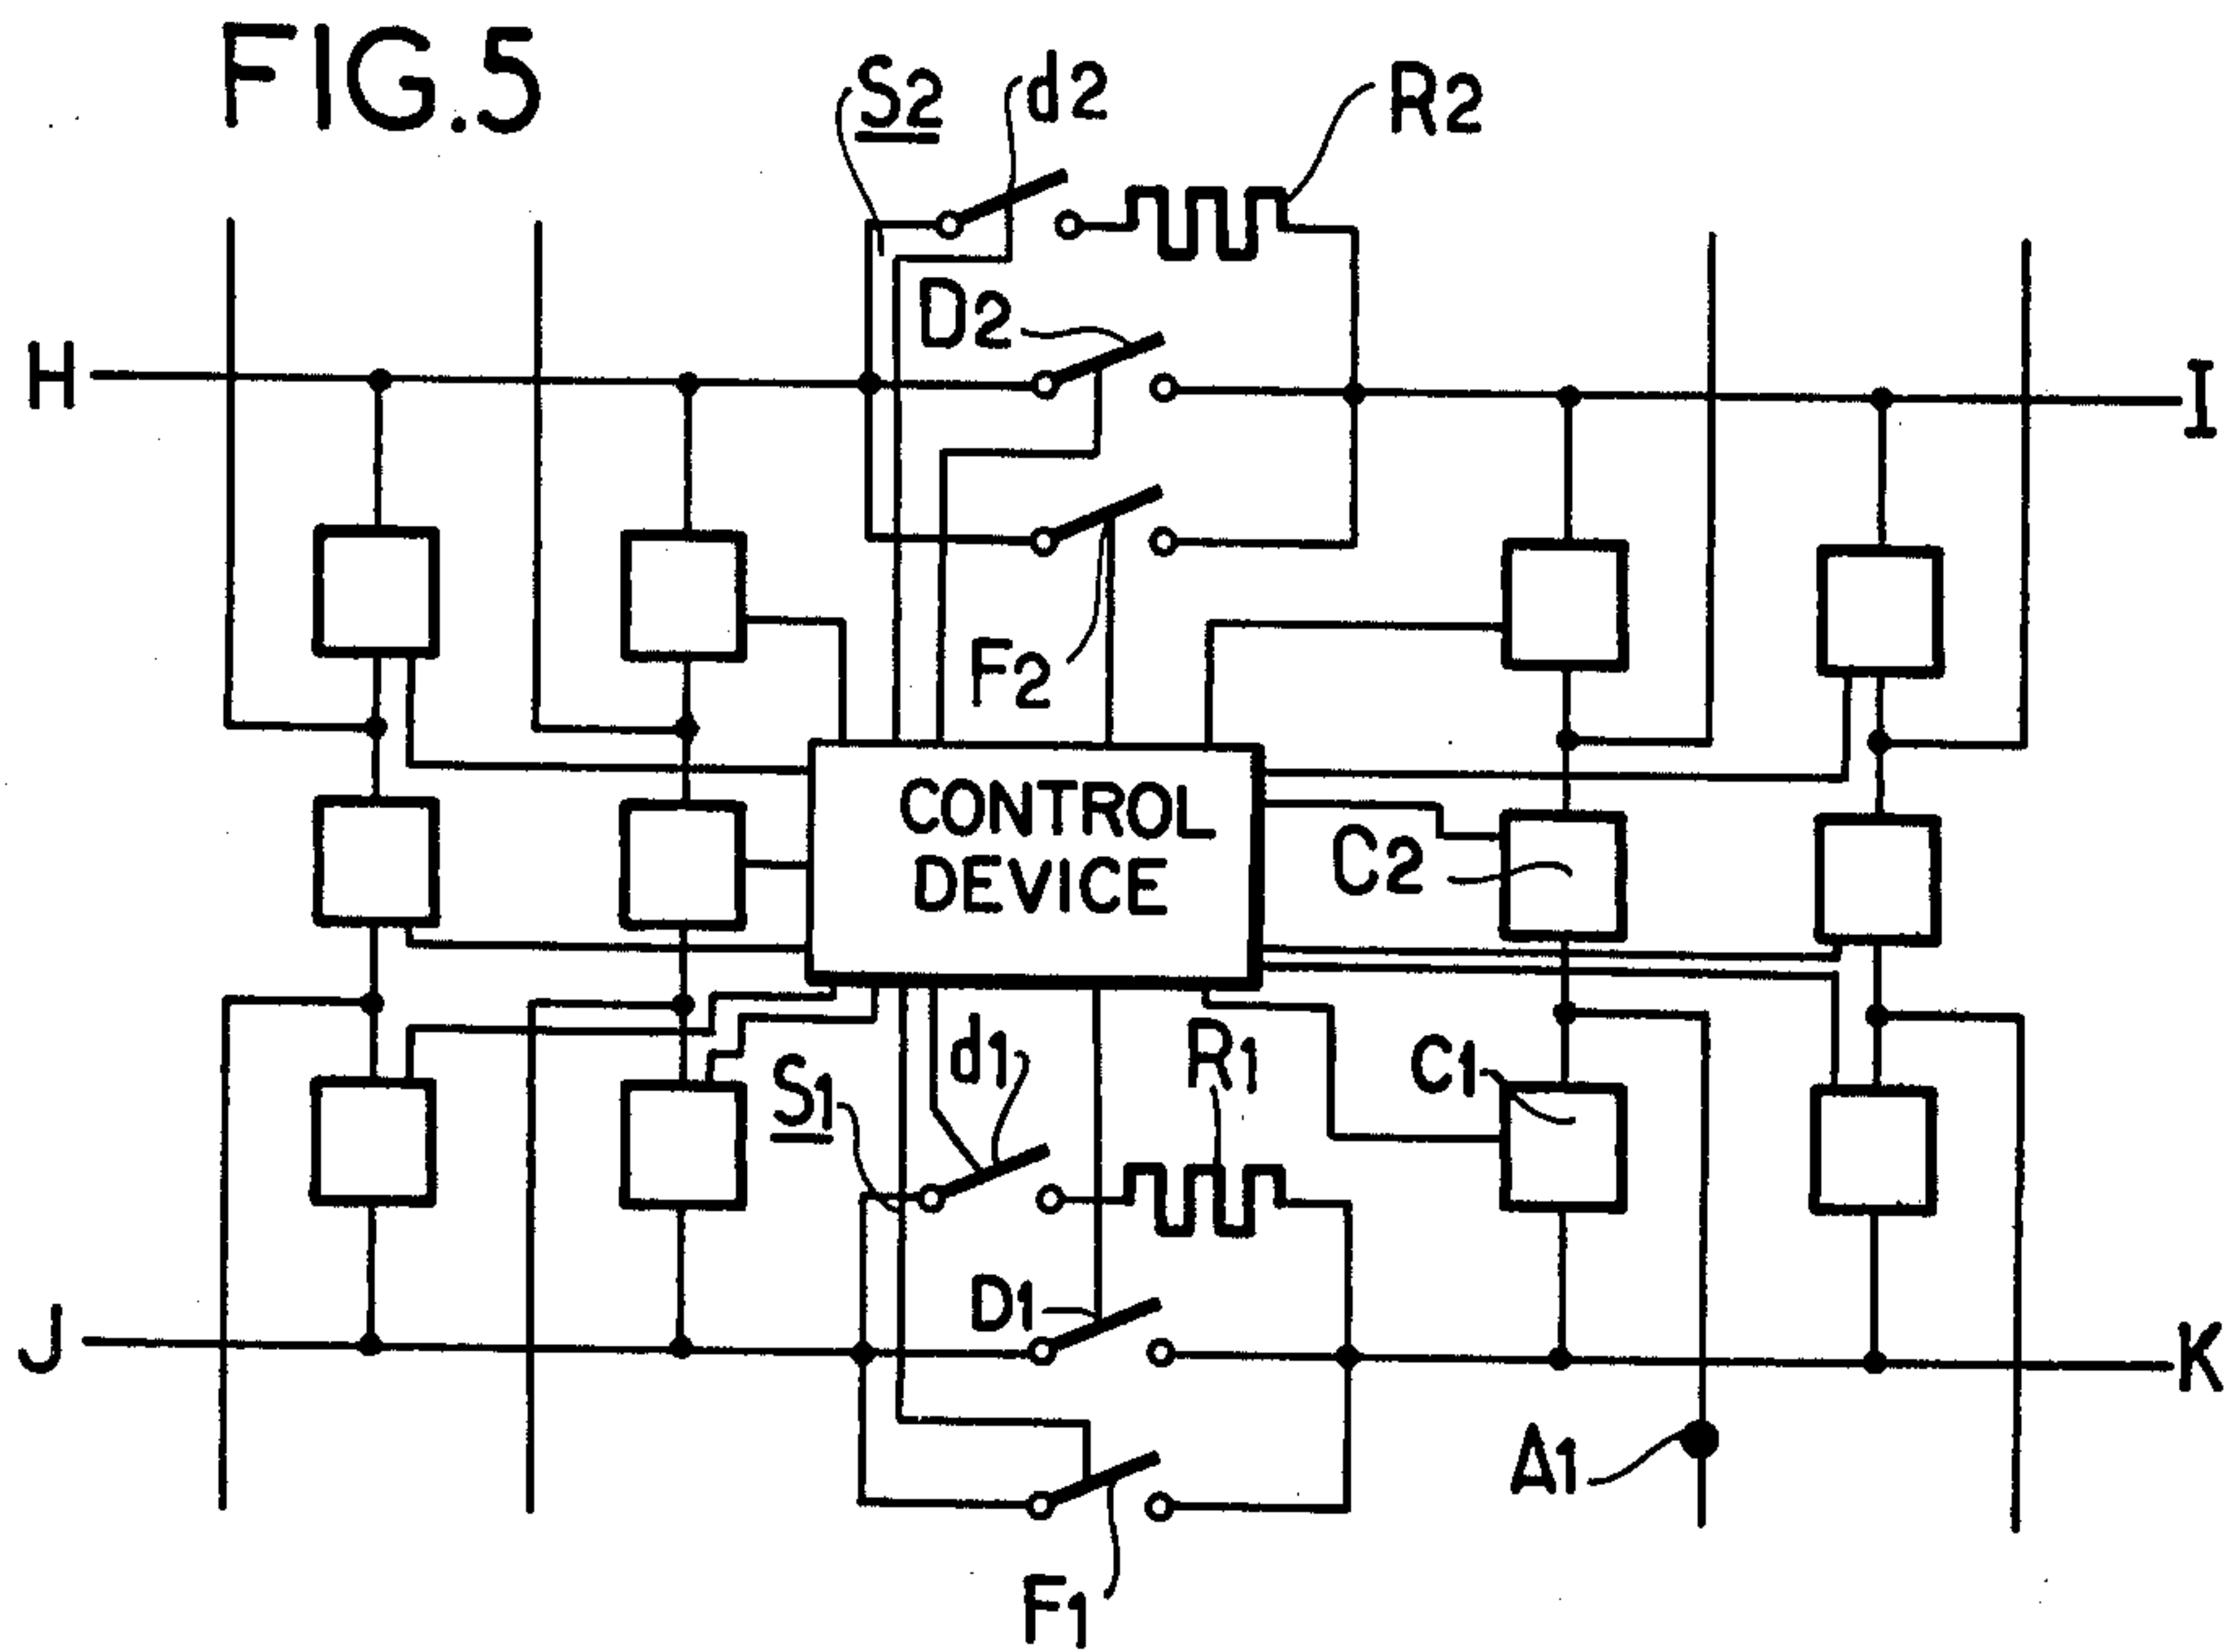 FIG.5
S2
d2
R2
D2
H
I
F2
CONTROL
DEVICE
C2
d1
R1
S1
C1
D1
J
K
A1
F1